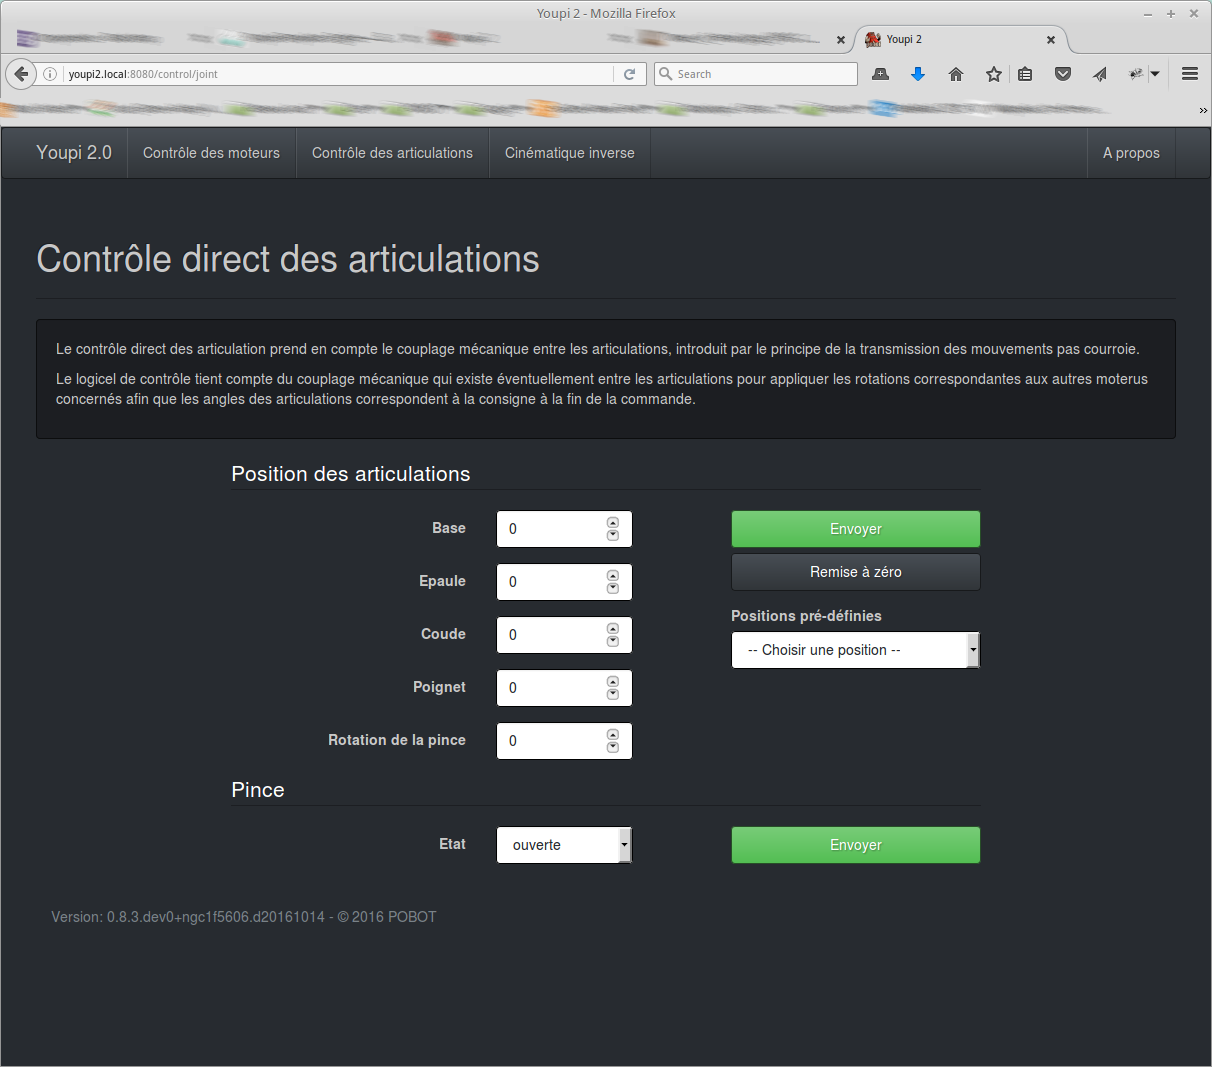 Youpi 2 - Mozilla Firefox
Youpi 2
youpi2.local:8080/control/joint
Search
Youpi 2.0
Contrôle des moteurs
Contrôle des articulations
Cinématique inverse
A propos
Contrôle direct des articulations
Le contrôle direct des articulation prend en compte le couplage mécanique entre les articulations, introduit par le principe de la transmission des mouvements pas courroie.
Le logicel de contrôle tient compte du couplage mécanique qui existe éventuellement entre les articulations pour appliquer les rotations correspondantes aux autres moterus
concernés afin que les angles des articulations correspondent à la consigne à la fin de la commande.
Position des articulations
Base
0
Envoyer
Epaule
0
Remise à zéro
Coude
0
Positions pré-définies
-- Choisir une position --
Poignet
0
Rotation de la pince
0
Pince
Etat
ouverte
Envoyer
Version: 0.8.3.dev0+ngc1f5606.d20161014 - © 2016 POBOT